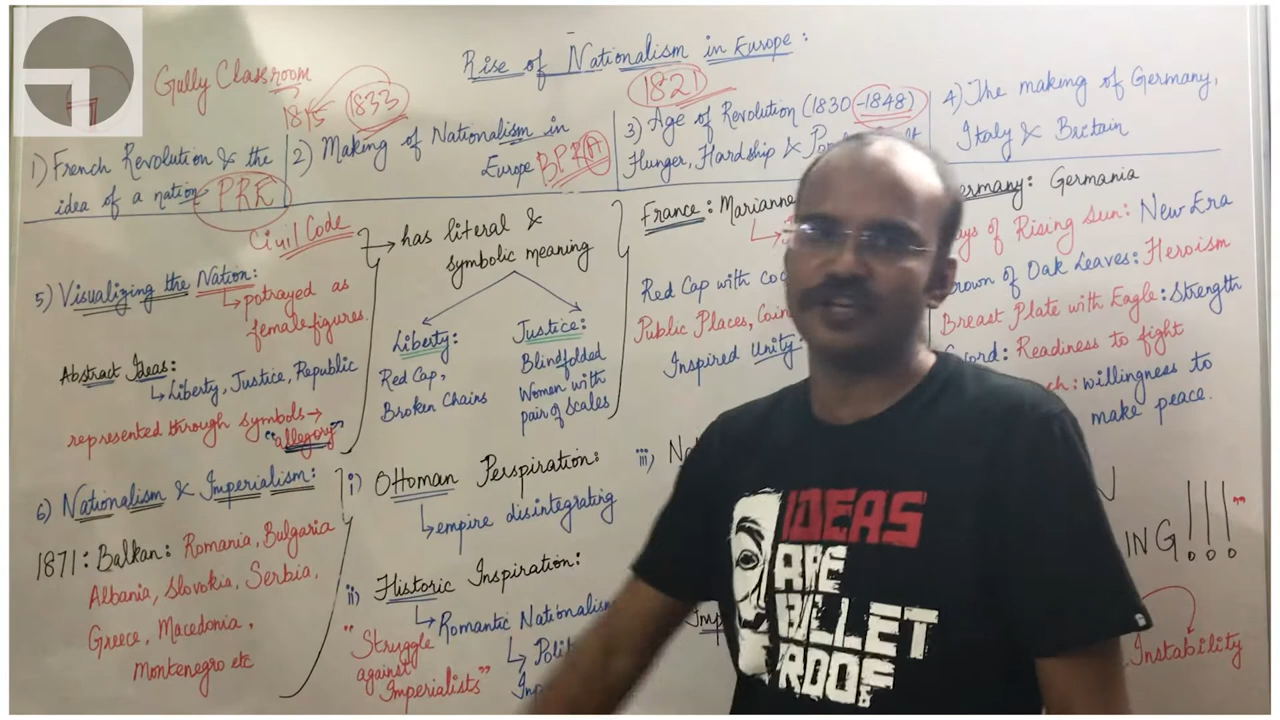 Rise of Nationalism in Europe:
Gully Classroom
1815
1833
1821
1) French Revolution & the
idea of a nation PRE
2) Making of Nationalism in
Europe BPRA
3) Age of Revolution (1830-1848)
Hunger, Hardship &
4) The making of Germany,
Italy & Britain
Civil Code
5) Visualizing the Nation:
potrayed as
female figures.
Abstract Ideas:
Liberty, Justice, Republic
represented through symbols
"allegory"
has literal &
symbolic meaning
Liberty:
Red Cap,
Broken Chains
Justice:
Blindfolded
Women with
pair of Scales
France: Marianne
Red Cap with
Public Places,
Inspired Unity
Germania
of Rising Sun: New Era
of Oak Leaves: Heroism
Breast Plate with Eagle: Strength
Readiness to fight
willingness to
make peace.
6) Nationalism & Imperialism:
1871: Balkan: Romania, Bulgaria
Albania, Slovokia, Serbia,
Greece, Macedonia,
Montenegro etc
i) Ottoman Perspiration:
empire disintegrating
ii) Historic Inspiration:
Romantic Nationalism
"Struggle
against
Imperialists"
iii)
ING!!!"
Instability
IDEAS
ARE
BULLET
PROOF